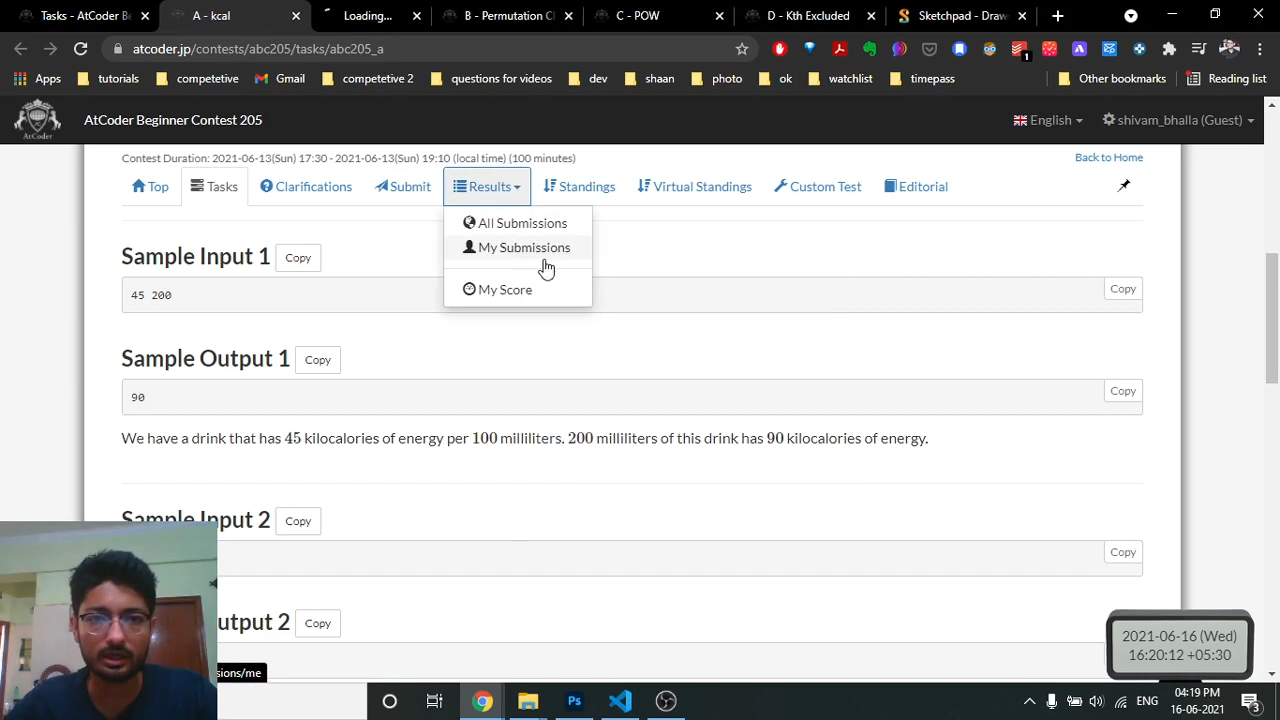 Tasks - AtCoder Be
A - kcal
Loading...
B - Permutation Cl
C - POW
D - Kth Excluded
Sketchpad - Draw
atcoder.jp/contests/abc205/tasks/abc205_a
1
Apps
tutorials
competetive
Gmail
competetive 2
questions for videos
dev
shaan
photo
ok
watchlist
timepass
Other bookmarks
Reading list
AtCoder
AtCoder Beginner Contest 205
English
shivam_bhalla (Guest)
Contest Duration: 2021-06-13(Sun) 17:30 - 2021-06-13(Sun) 19:10 (local time) (100 minutes)
Back to Home
Top
Tasks
Clarifications
Submit
Results
Standings
Virtual Standings
Custom Test
Editorial
All Submissions
My Submissions
My Score
Sample Input 1
Copy
45 200
Copy
Sample Output 1
Copy
90
Copy
We have a drink that has 45 kilocalories of energy per 100 milliliters. 200 milliliters of this drink has 90 kilocalories of energy.
Sample Input 2
Copy
Copy
utput 2
Copy
2021-06-16 (Wed)
16:20:12 +05:30
sions/me
Ps
ENG
04:19 PM
16-06-2021
3